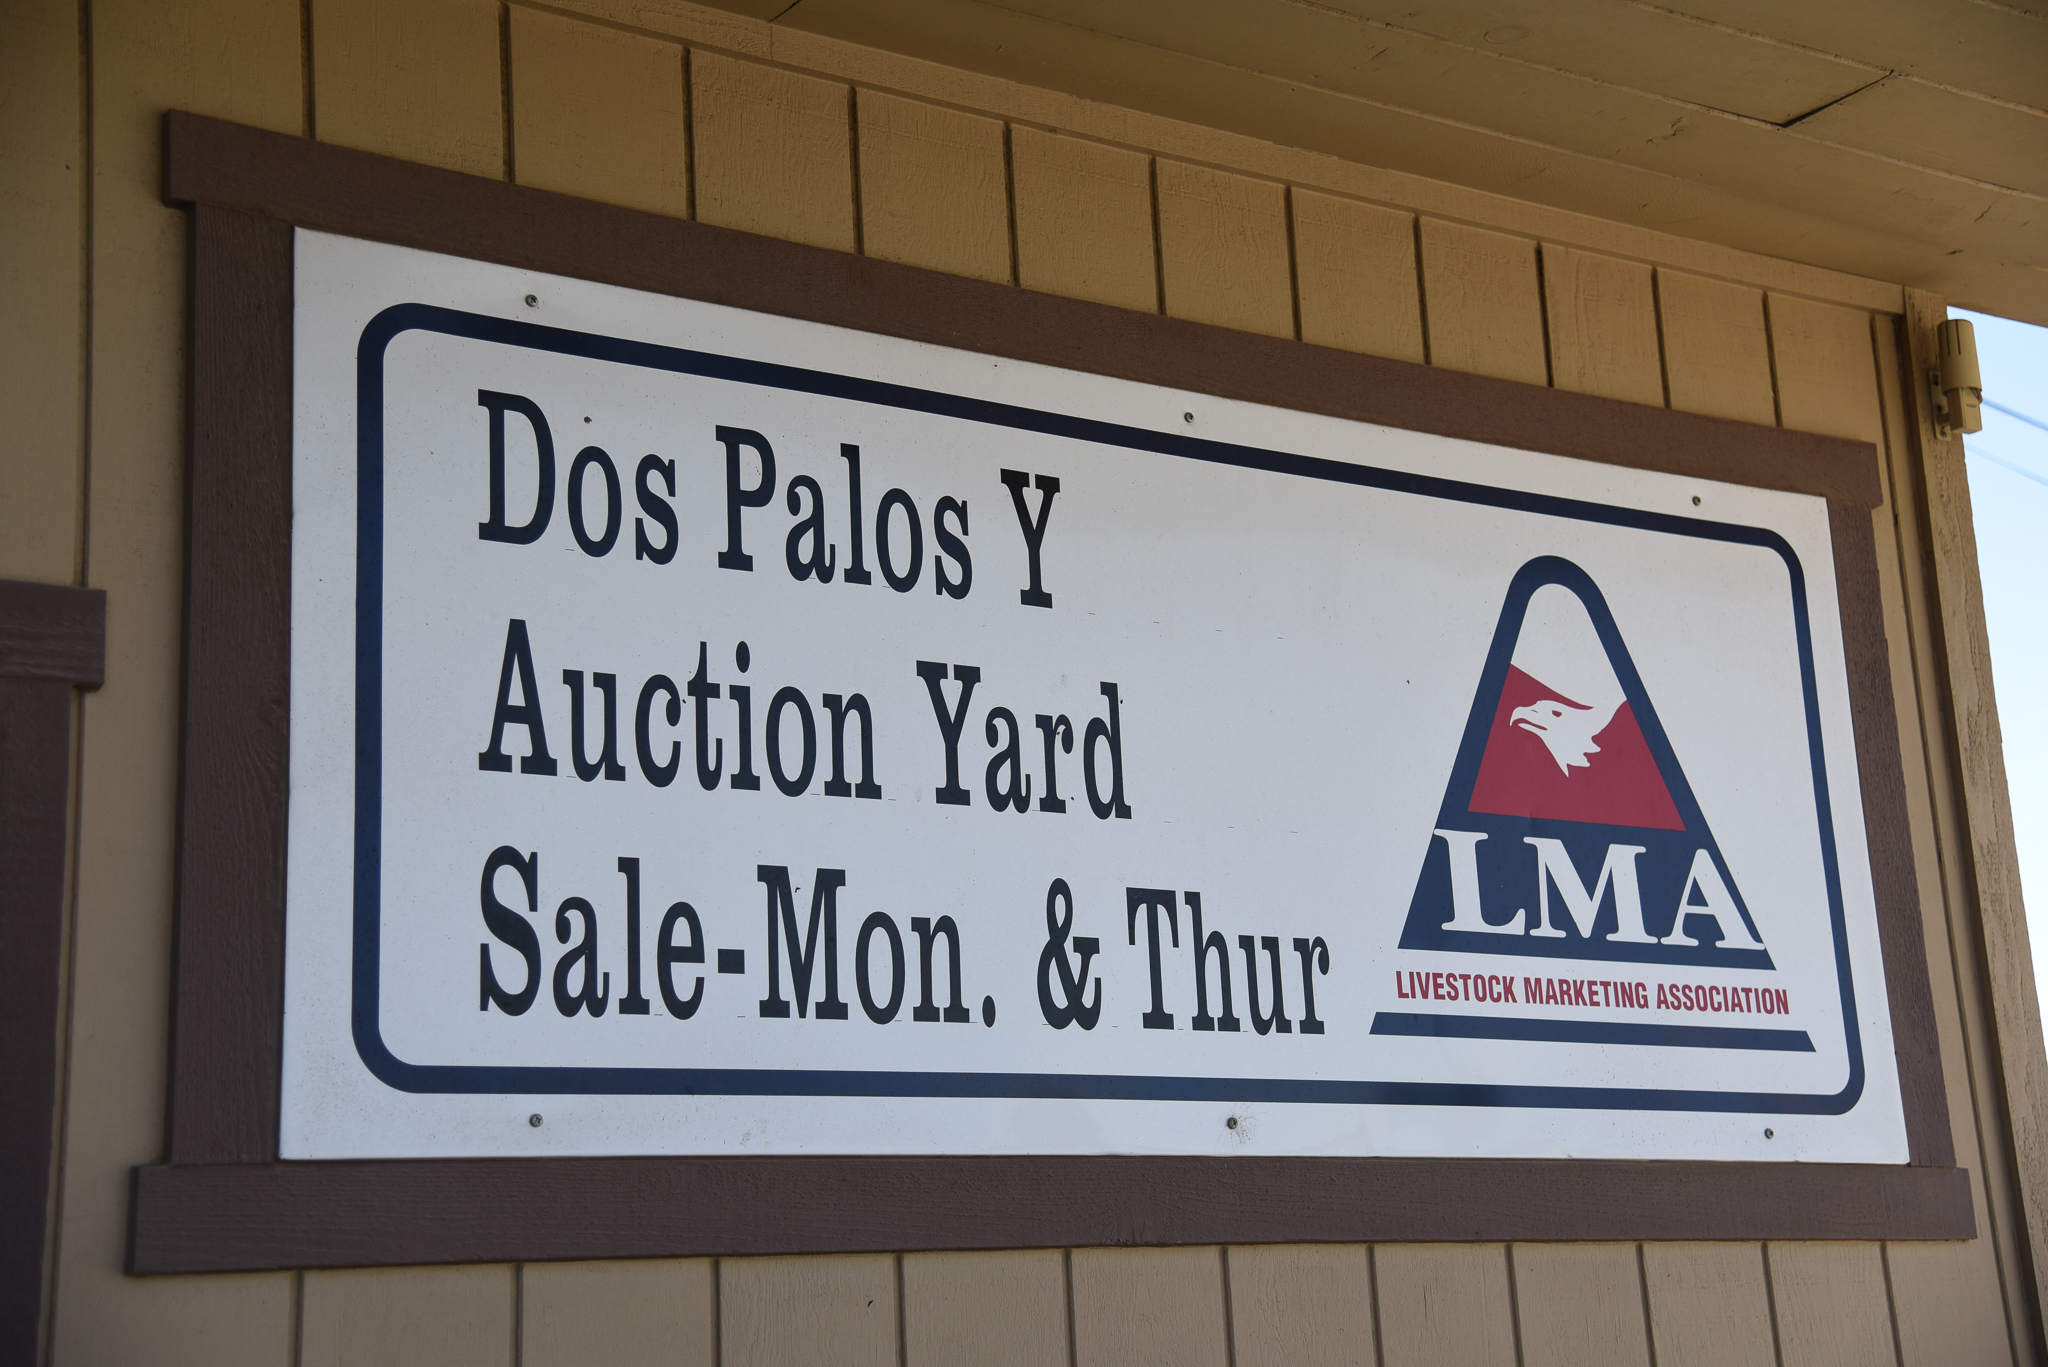 Dos Palos Y
Auction Yard
Sale-Mon. & Thur
LMA
LIVESTOCK MARKETING ASSOCIATION